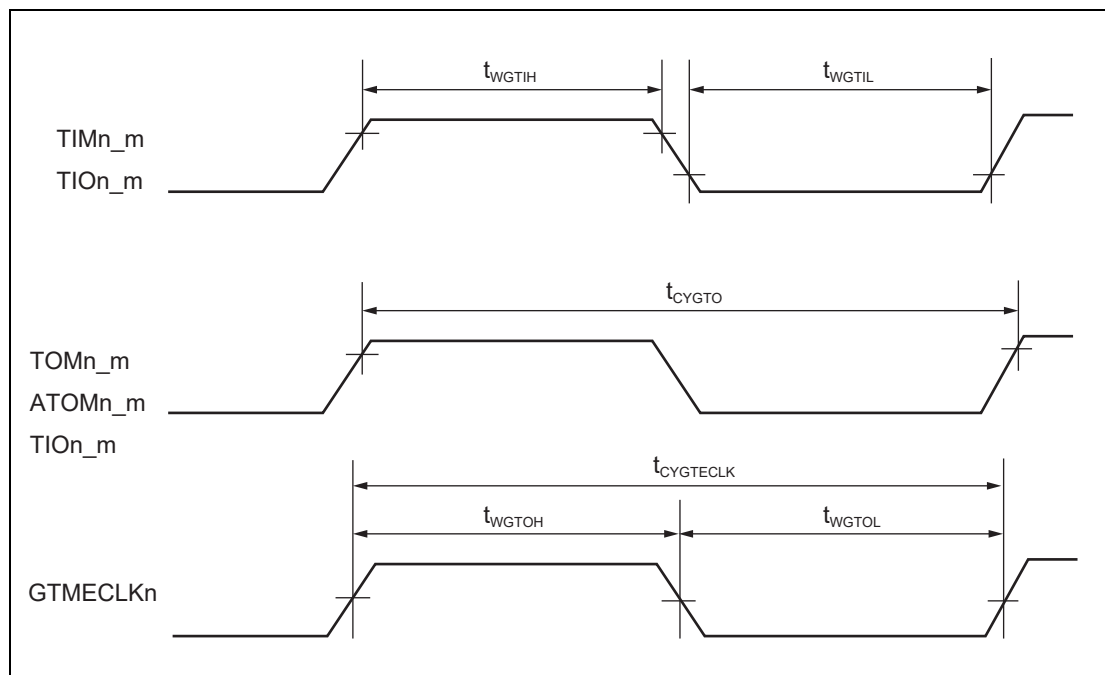 tWGTIH
tWGTIL
TIMn_m
TIOn_m
tCYGTO
TOMn_m
ATOMn_m
TIOn_m
tCYGTECLK
tWGTOH
tWGTOL
GTMECLKn